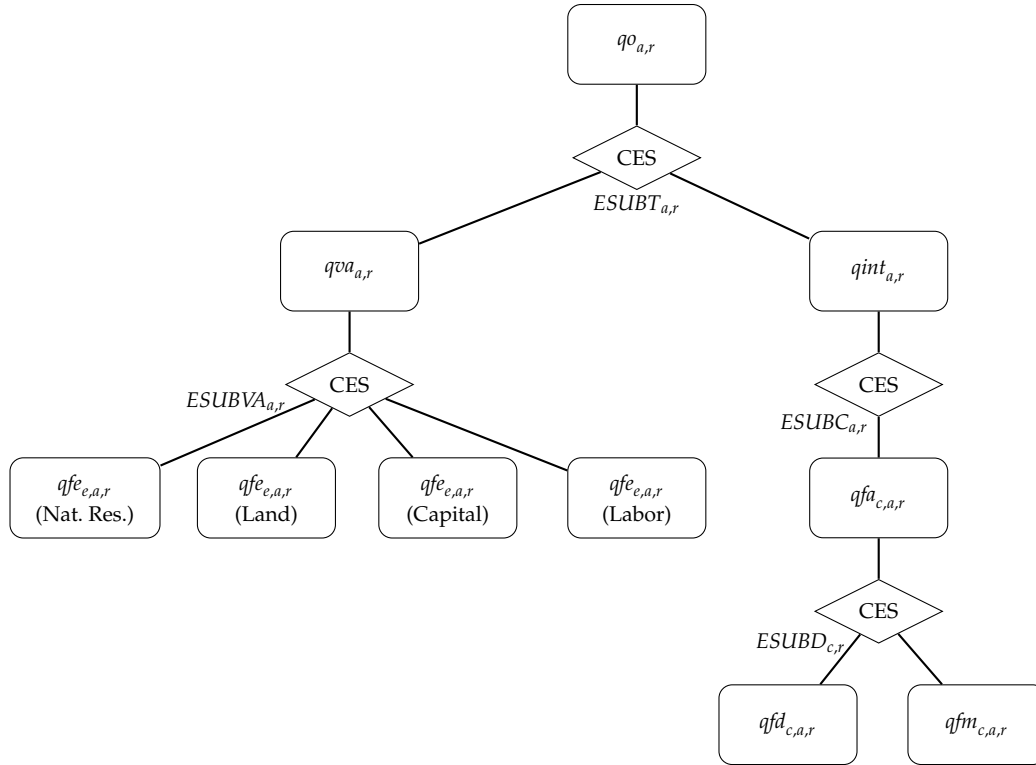 qo_{a,r}
CES
ESUBT_{a,r}
qva_{a,r}
qint_{a,r}
CES
ESUBVA_{a,r}
CES
ESUBC_{a,r}
qfe_{e,a,r}
(Nat. Res.)
qfe_{e,a,r}
(Land)
qfe_{e,a,r}
(Capital)
qfe_{e,a,r}
(Labor)
qfa_{c,a,r}
CES
ESUBD_{c,r}
qfd_{c,a,r}
qfm_{c,a,r}